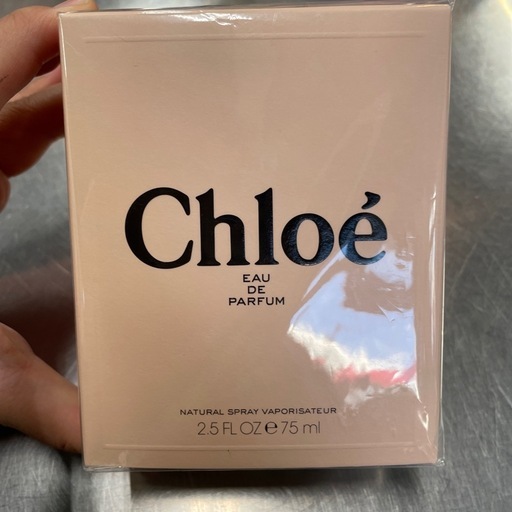 Chloé
EAU
DE
PARFUM
NATURAL SPRAY VAPORISATEUR
2.5 FL OZ ℮ 75 ml